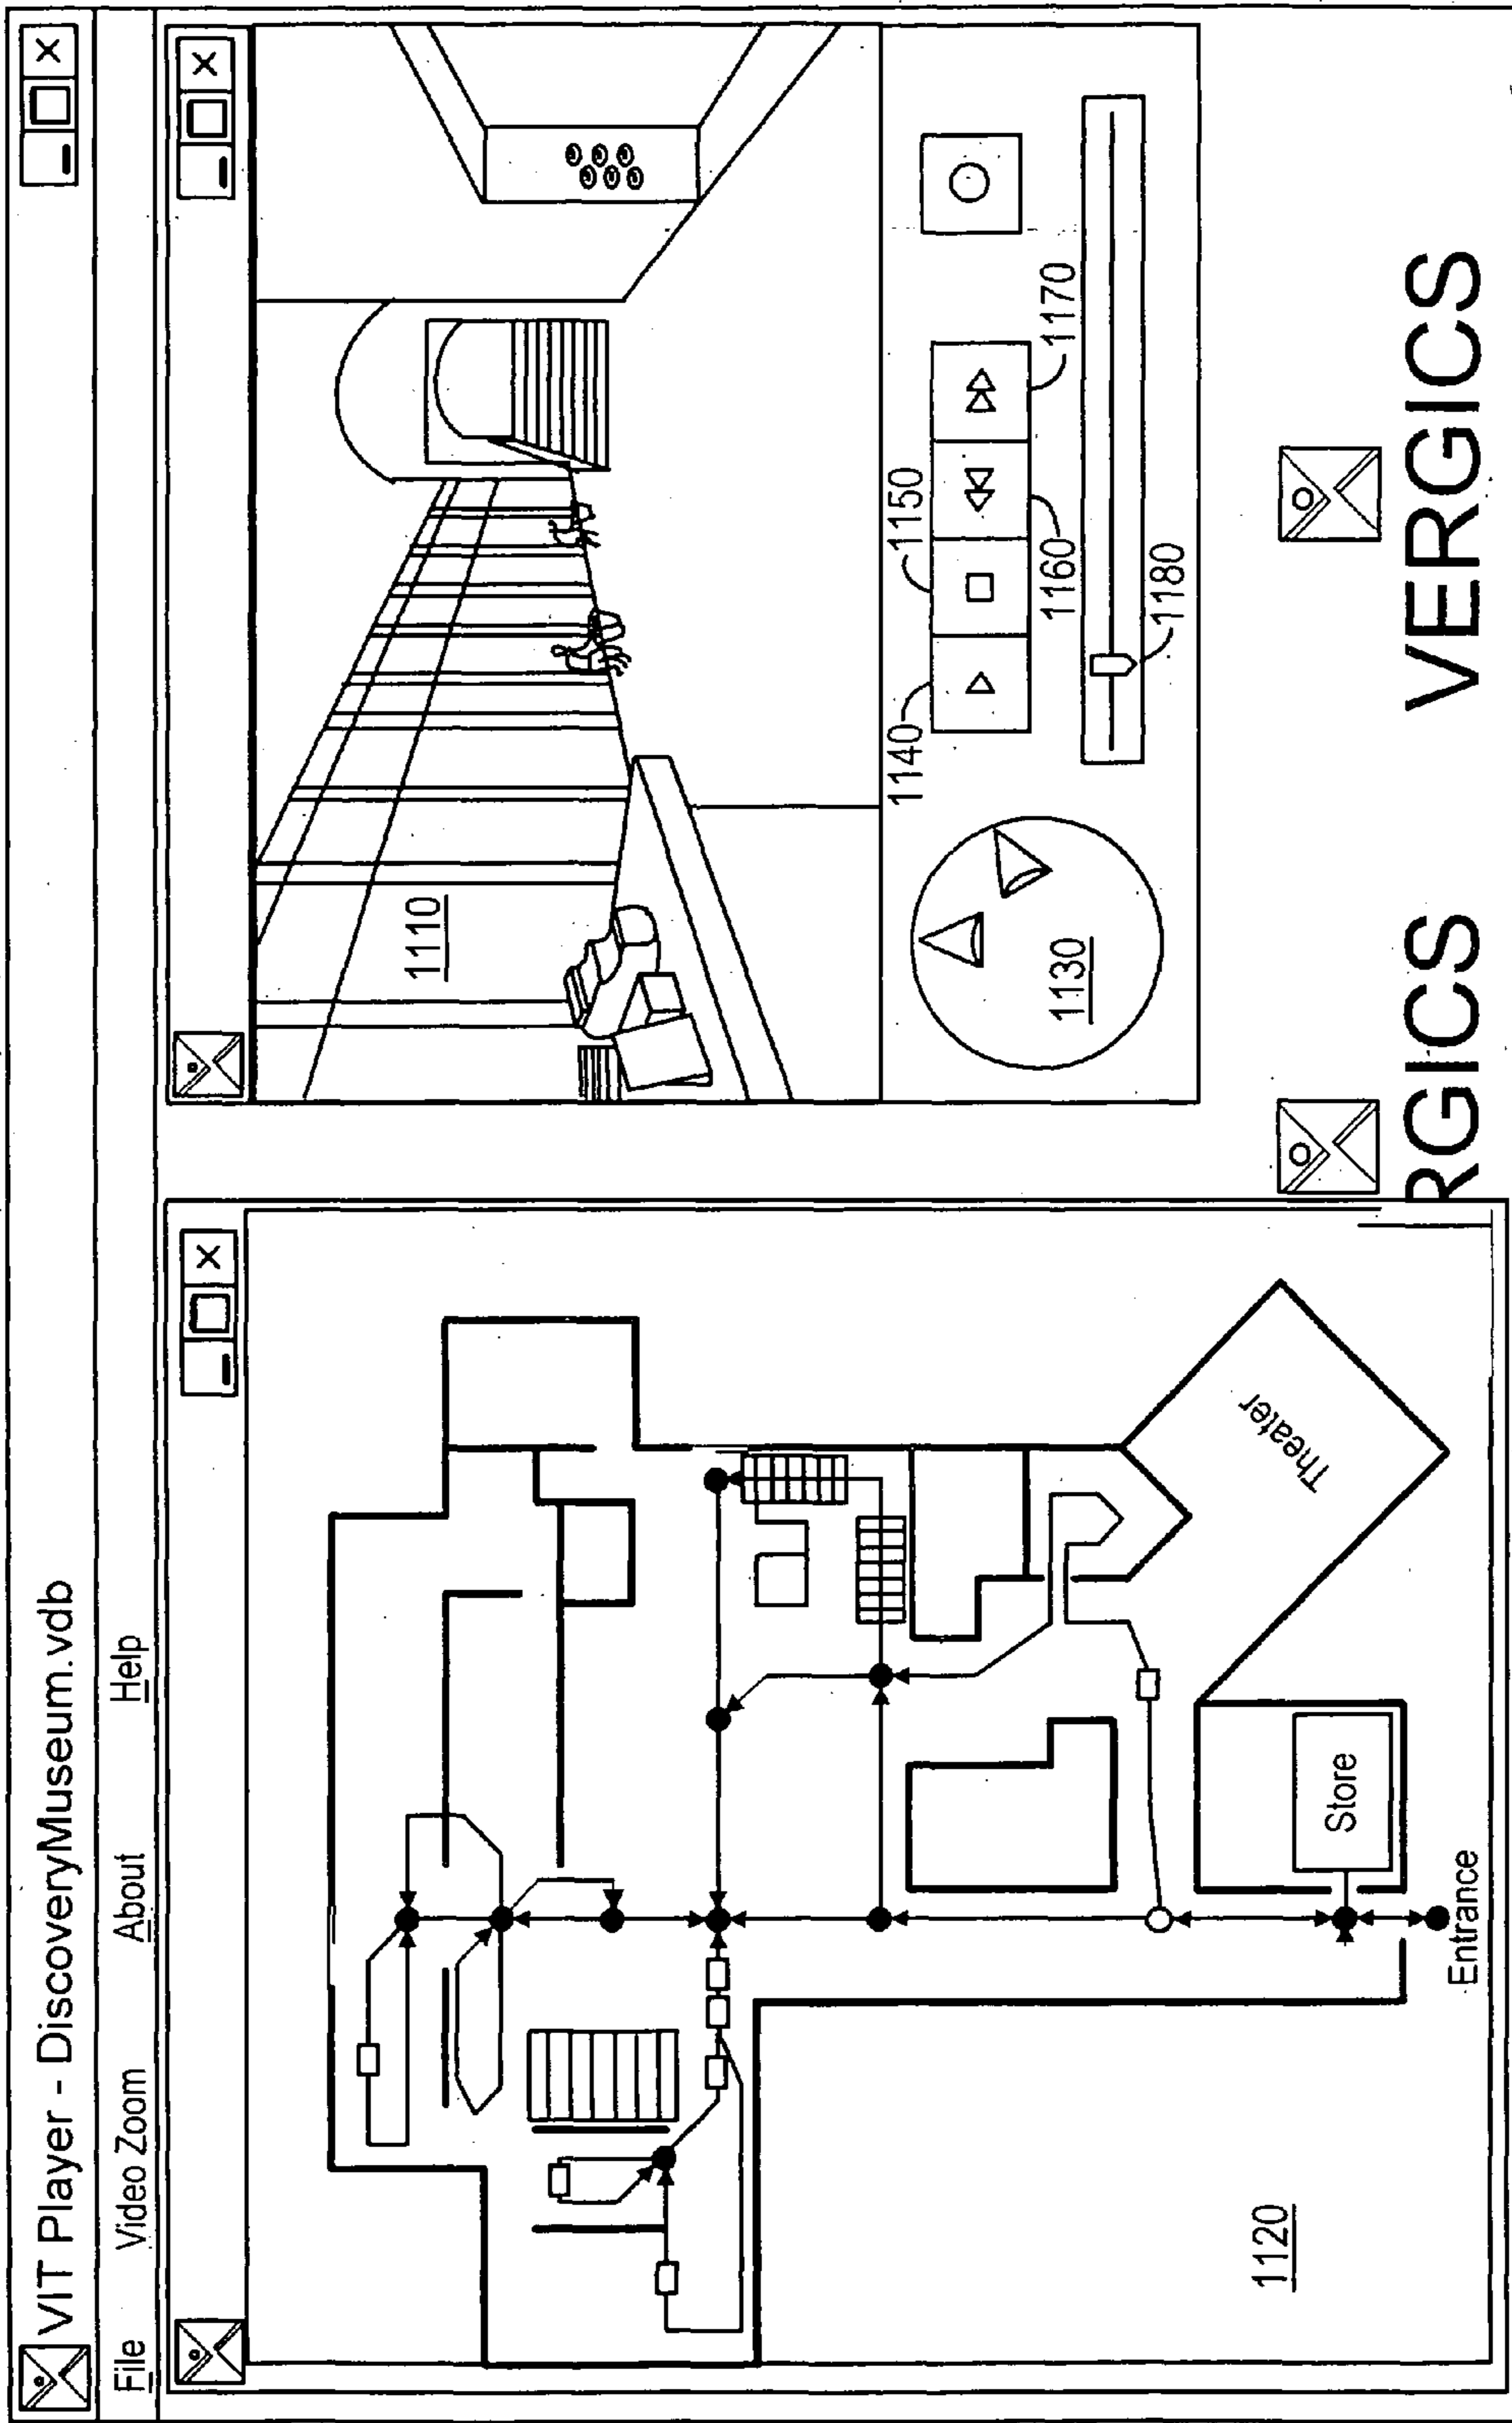 VIT Player - DiscoveryMuseum.vdb
File Video Zoom About Help
Theater
Store
Entrance
1120
1110
1130
1140
1150
1160
1170
1180
RGICS VERGICS